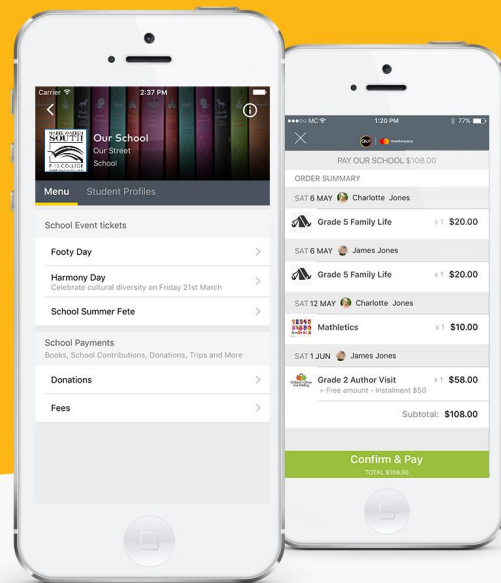 Carrier 2:37 PM
SOUTH
P-12 COLLEGE
Our School
Our Street
School
Menu Student Profiles
School Event tickets
Footy Day
Harmony Day
Celebrate cultural diversity on Friday 21st March
School Summer Fete
School Payments
Books, School Contributions, Donations, Trips and More
Donations
Fees
MC 1:20 PM 77%
Qkr! masterpass
PAY OUR SCHOOL $108.00
ORDER SUMMARY
SAT 6 MAY Charlotte Jones
Grade 5 Family Life x 1 $20.00
SAT 6 MAY James Jones
Grade 5 Family Life x 1 $20.00
SAT 12 MAY Charlotte Jones
Mathletics x 1 $10.00
SAT 1 JUN James Jones
Grade 2 Author Visit x 1 $58.00
+ Free amount - Instalment $50
Subtotal: $108.00
Confirm & Pay
TOTAL $108.00